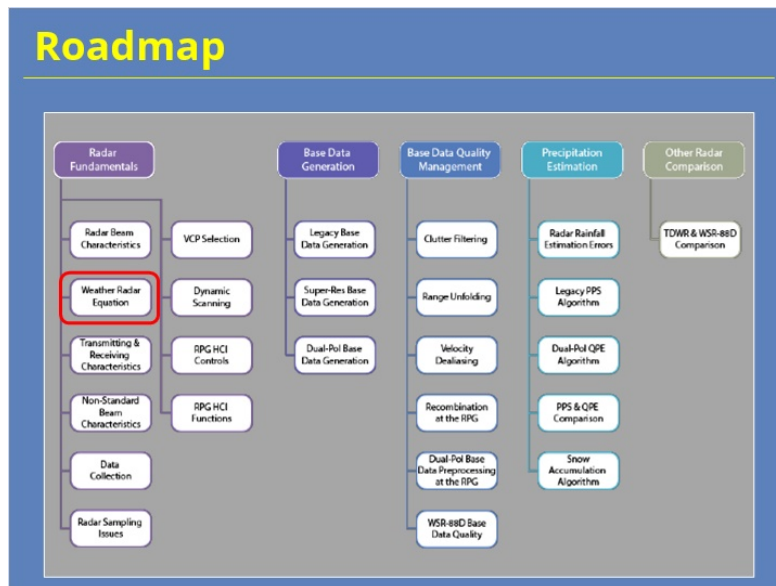 Roadmap
Radar
Fundamentals
Radar Beam
Characteristics
Weather Radar
Equation
Transmitting &
Receiving
Characteristics
Non-Standard
Beam
Characteristics
Data
Collection
Radar Sampling
Issues
VCP Selection
Dynamic
Scanning
RPG HCI
Controls
RPG HCI
Functions
Base Data
Generation
Legacy Base
Data Generation
Super-Res Base
Data Generation
Dual-Pol Base
Data Generation
Base Data Quality
Management
Clutter Filtering
Range Unfolding
Velocity
Dealiasing
Recombination
at the RPG
Dual-Pol Base
Data Preprocessing
at the RPG
WSR-88D Base
Data Quality
Precipitation
Estimation
Radar Rainfall
Estimation Errors
Legacy PPS
Algorithm
Dual-Pol QPE
Algorithm
PPS & QPE
Comparison
Snow
Accumulation
Algorithm
Other Radar
Comparison
TDWR & WSR-88D
Comparison